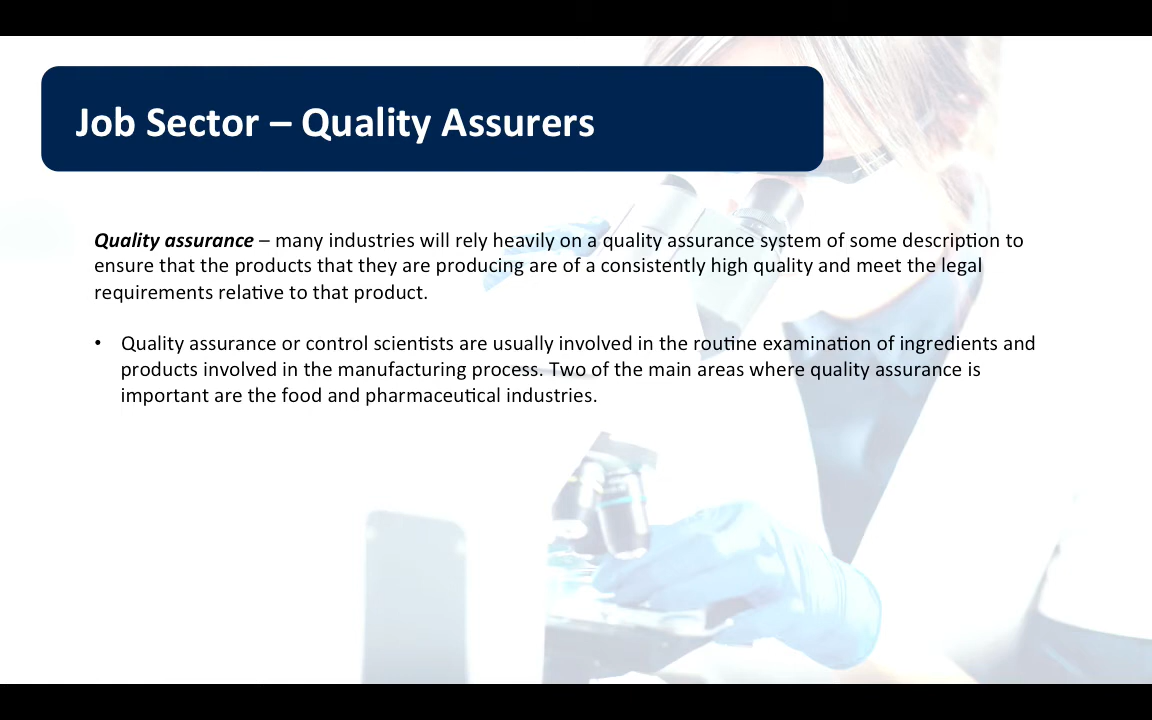 Job Sector – Quality Assurers
Quality assurance – many industries will rely heavily on a quality assurance system of some description to
ensure that the products that they are producing are of a consistently high quality and meet the legal
requirements relative to that product.
• Quality assurance or control scientists are usually involved in the routine examination of ingredients and
products involved in the manufacturing process. Two of the main areas where quality assurance is
important are the food and pharmaceutical industries.